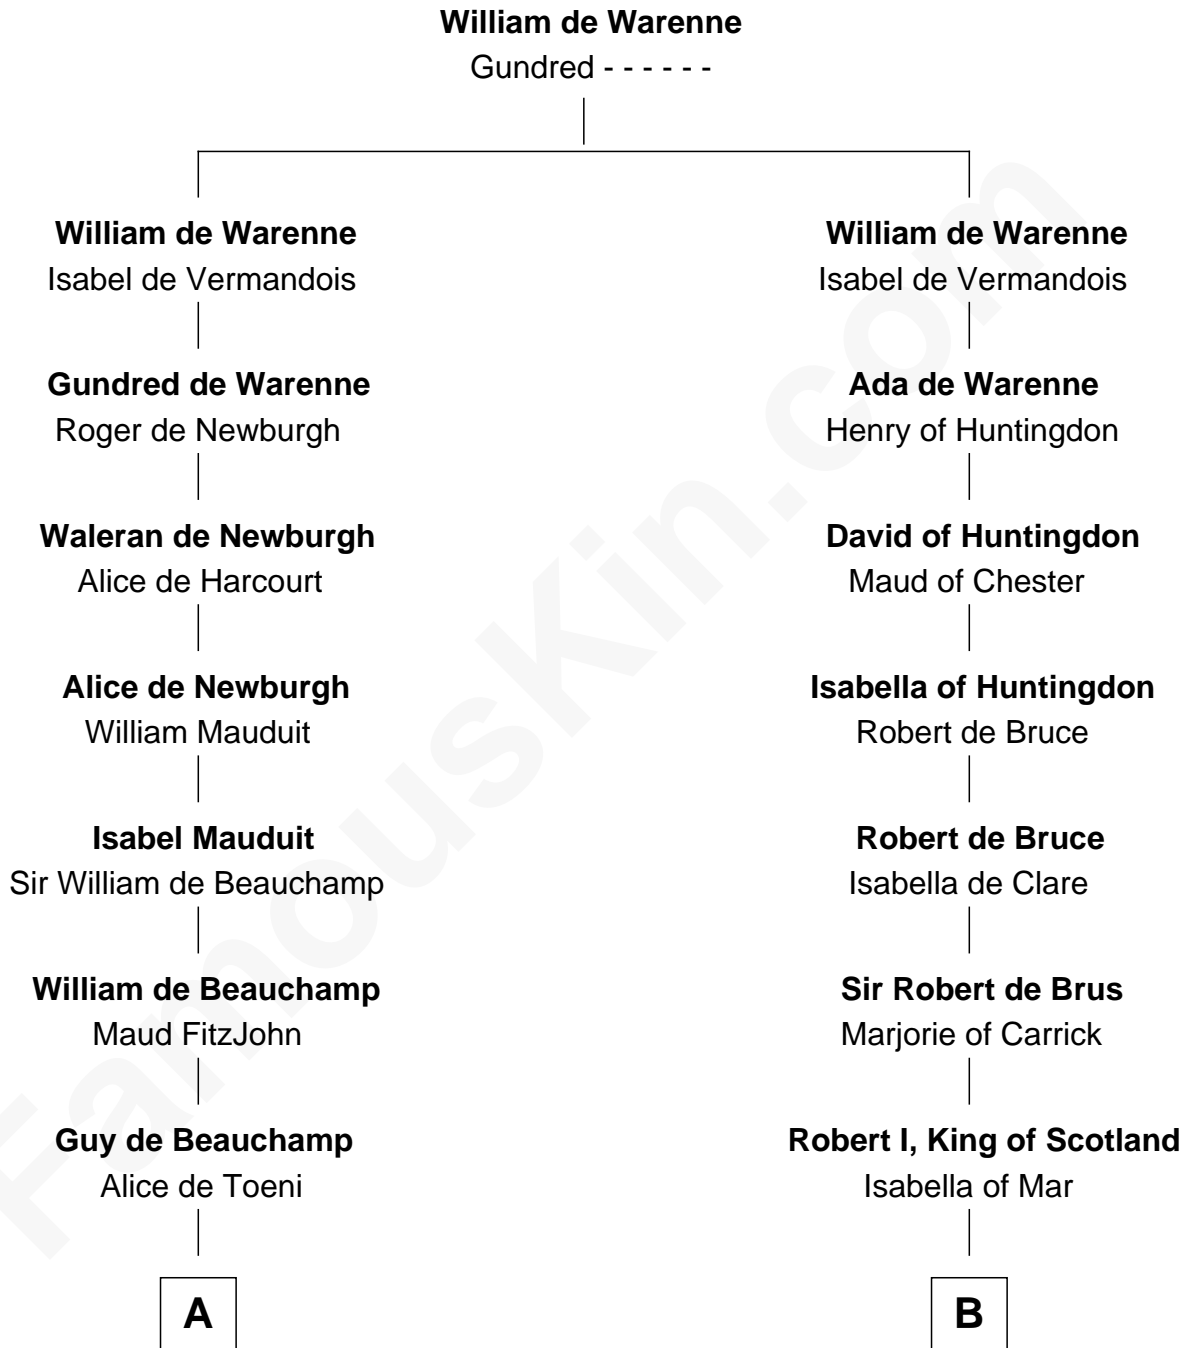 William de Warenne
Gundred - - - - - -
William de Warenne
Isabel de Vermandois
William de Warenne
Isabel de Vermandois
Gundred de Warenne
Roger de Newburgh
Ada de Warenne
Henry of Huntingdon
Waleran de Newburgh
Alice de Harcourt
David of Huntingdon
Maud of Chester
Alice de Newburgh
William Mauduit
Isabella of Huntingdon
Robert de Bruce
Isabel Mauduit
Sir William de Beauchamp
Robert de Bruce
Isabella de Clare
William de Beauchamp
Maud FitzJohn
Sir Robert de Brus
Marjorie of Carrick
Guy de Beauchamp
Alice de Toeni
Robert I, King of Scotland
Isabella of Mar
A
B
FamousKin.com